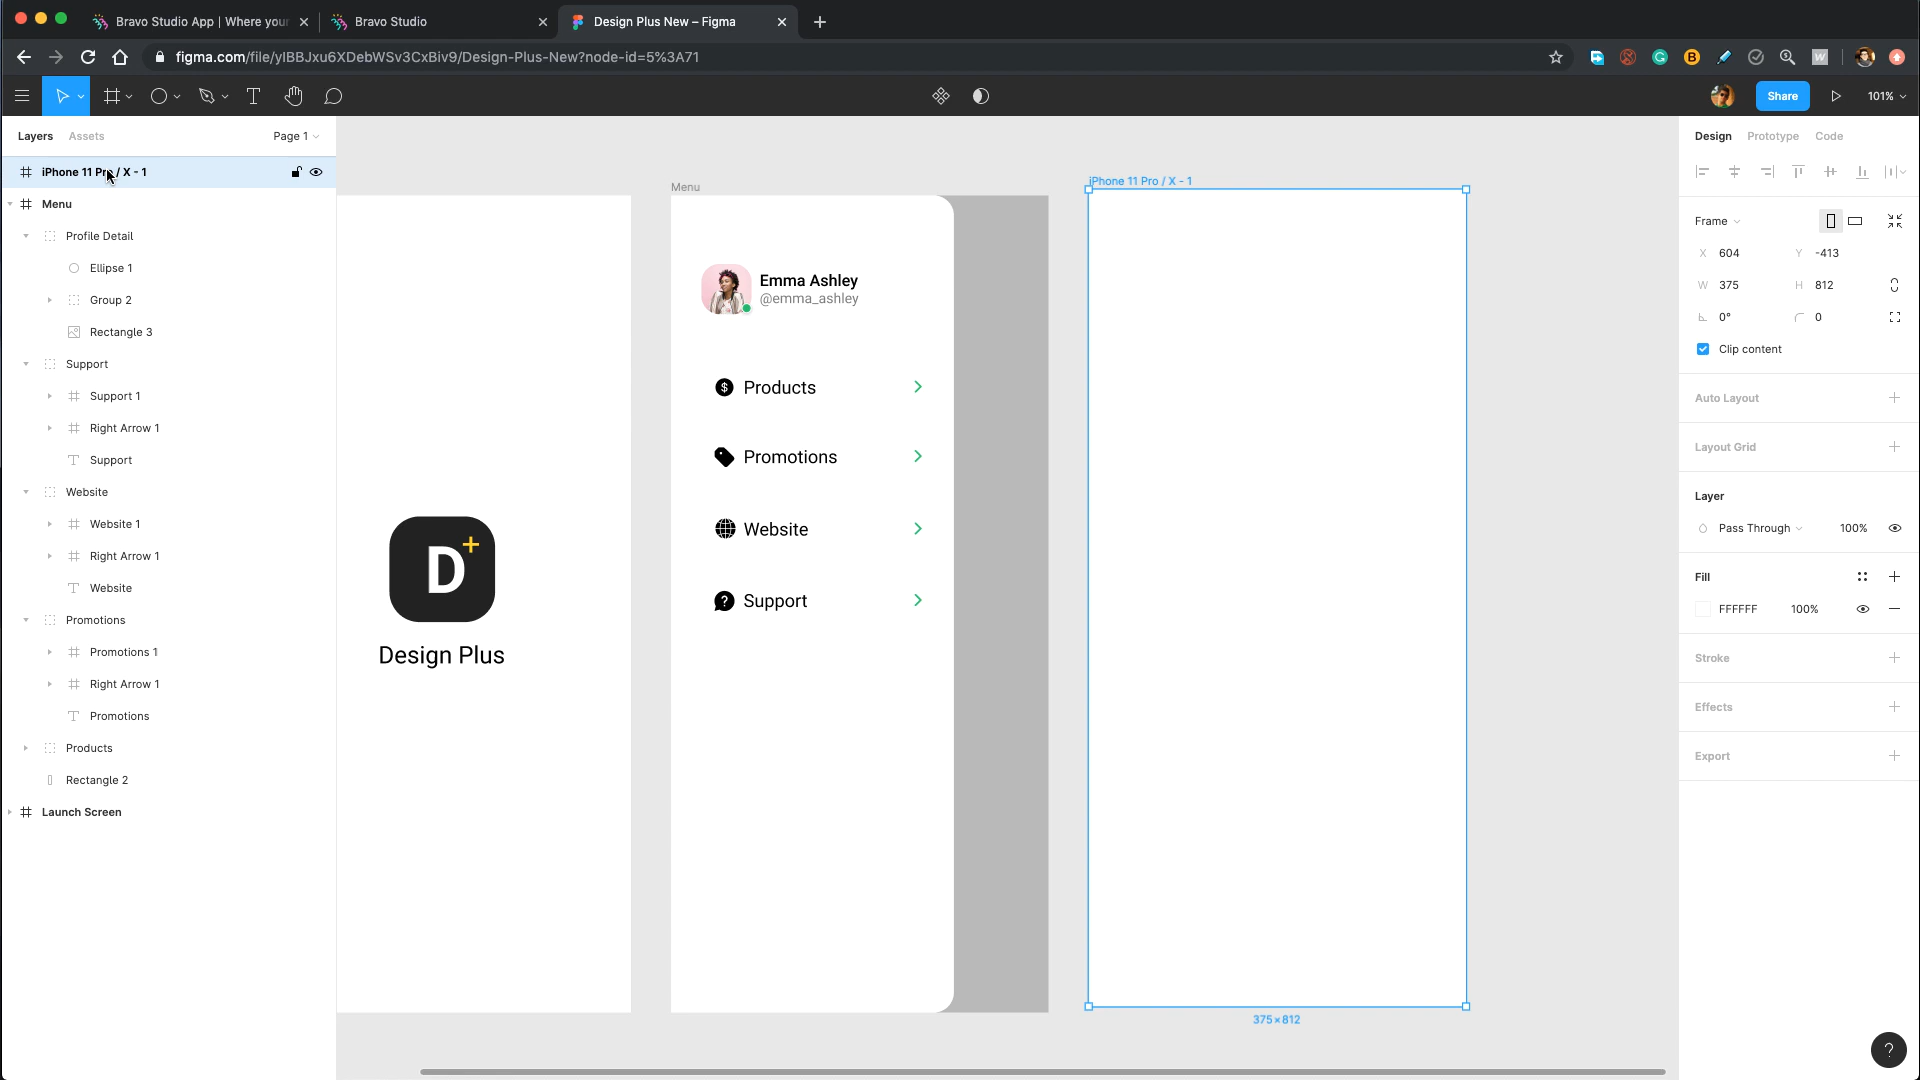 Bravo Studio App | Where your
Bravo Studio
Design Plus New – Figma
figma.com/file/yIBBJxu6XDebWSv3CxBiv9/Design-Plus-New?node-id=5%3A71
Share
101%
Layers
Assets
Page 1
iPhone 11 Pro / X - 1
Menu
Profile Detail
Ellipse 1
Group 2
Rectangle 3
Support
Support 1
Right Arrow 1
Support
Website
Website 1
Right Arrow 1
Website
Promotions
Promotions 1
Right Arrow 1
Promotions
Products
Rectangle 2
Launch Screen
D+
Design Plus
Menu
Emma Ashley
@emma_ashley
$ Products
Promotions
Website
? Support
iPhone 11 Pro / X - 1
375×812
Design
Prototype
Code
Frame
X 604 Y -413
W 375 H 812
0° 0
Clip content
Auto Layout
Layout Grid
Layer
Pass Through 100%
Fill
FFFFFF 100%
Stroke
Effects
Export
?